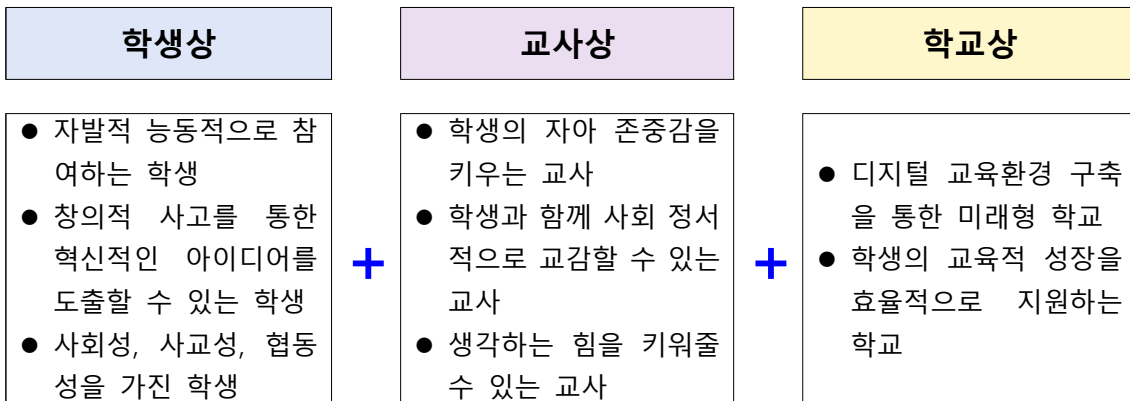 학생상
● 자발적 능동적으로 참
여하는 학생
● 창의적 사고를 통한
혁신적인 아이디어를
도출할 수 있는 학생
● 사회성, 사교성, 협동
성을 가진 학생
+
교사상
● 학생의 자아 존중감을
키우는 교사
● 학생과 함께 사회 정서
적으로 교감할 수 있는
교사
● 생각하는 힘을 키워줄
수 있는 교사
+
학교상
● 디지털 교육환경 구축
을 통한 미래형 학교
● 학생의 교육적 성장을
효율적으로 지원하는
학교